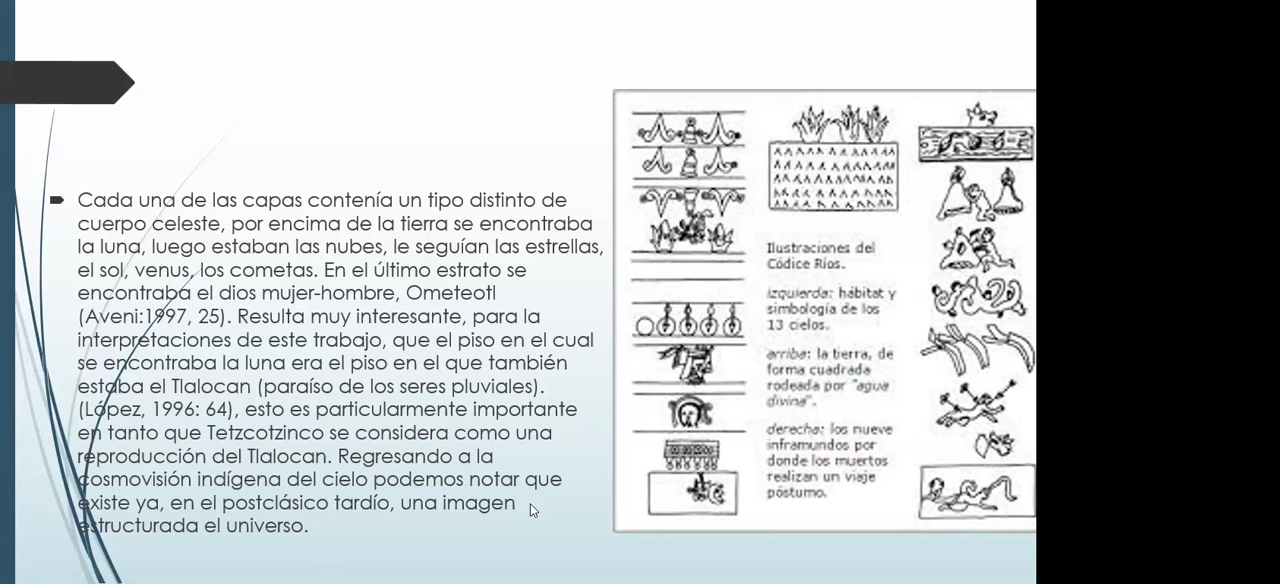 Cada una de las capas contenía un tipo distinto de
cuerpo celeste, por encima de la tierra se encontraba
la luna, luego estaban las nubes, le seguían las estrellas,
el sol, venus, los cometas. En el último estrato se
encontraba el dios mujer-hombre, Ometeotl
(Aveni:1997, 25). Resulta muy interesante, para la
interpretaciones de este trabajo, que el piso en el cual
se encontraba la luna era el piso en el que también
estaba el Tlalocan (paraíso de los seres pluviales).
(López, 1996: 64), esto es particularmente importante
en tanto que Tetzcotzinco se considera como una
reproducción del Tlalocan. Regresando a la
cosmovisión indígena del cielo podemos notar que
existe ya, en el postclásico tardío, una imagen
estructurada el universo.
Ilustraciones del
Códice Ríos.
izquierda: hábitat y
simbología de los
13 cielos.
arriba: la tierra, de
forma cuadrada
rodeada por "agua
divina".
derecha: los nueve
inframundos por
donde los muertos
realizan un viaje
póstumo.